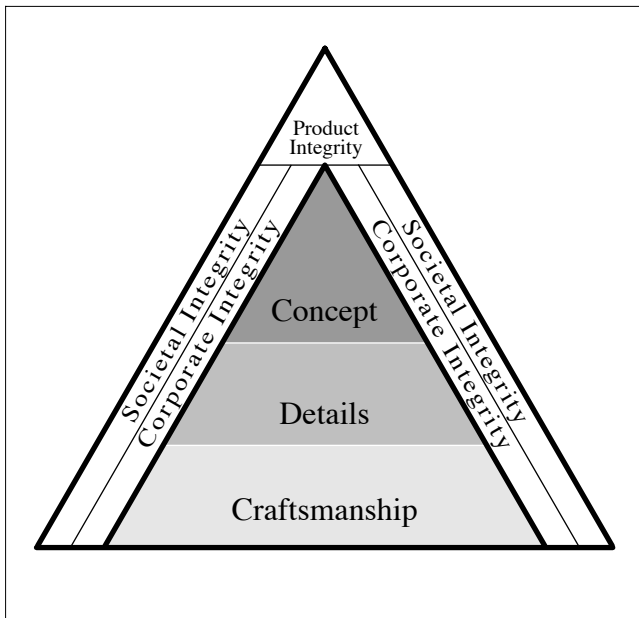 Product
Integrity
Societal Integrity
Corporate Integrity
Societal Integrity
Corporate Integrity
Concept
Details
Craftsmanship